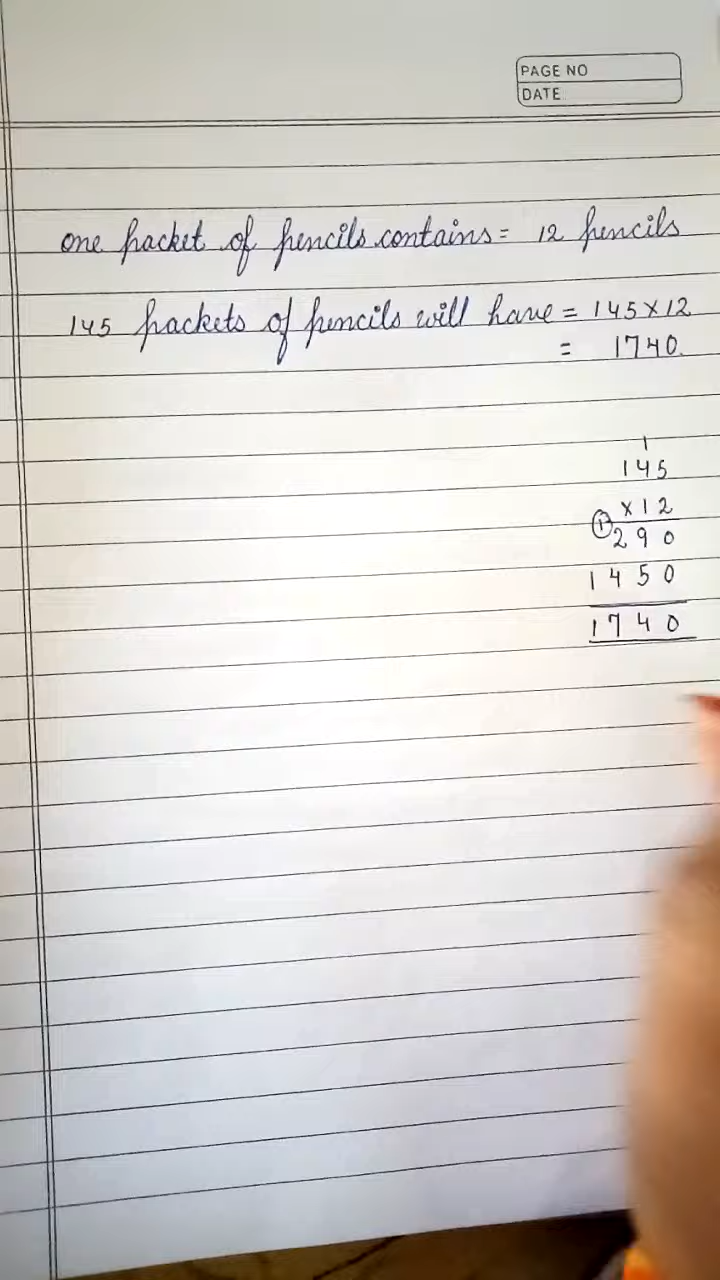 PAGE NO
DATE
one packet of pencils contains = 12 pencils
145 packets of pencils will have = 145 x 12
= 1740.
1
145
x12
1
290
1450
1740